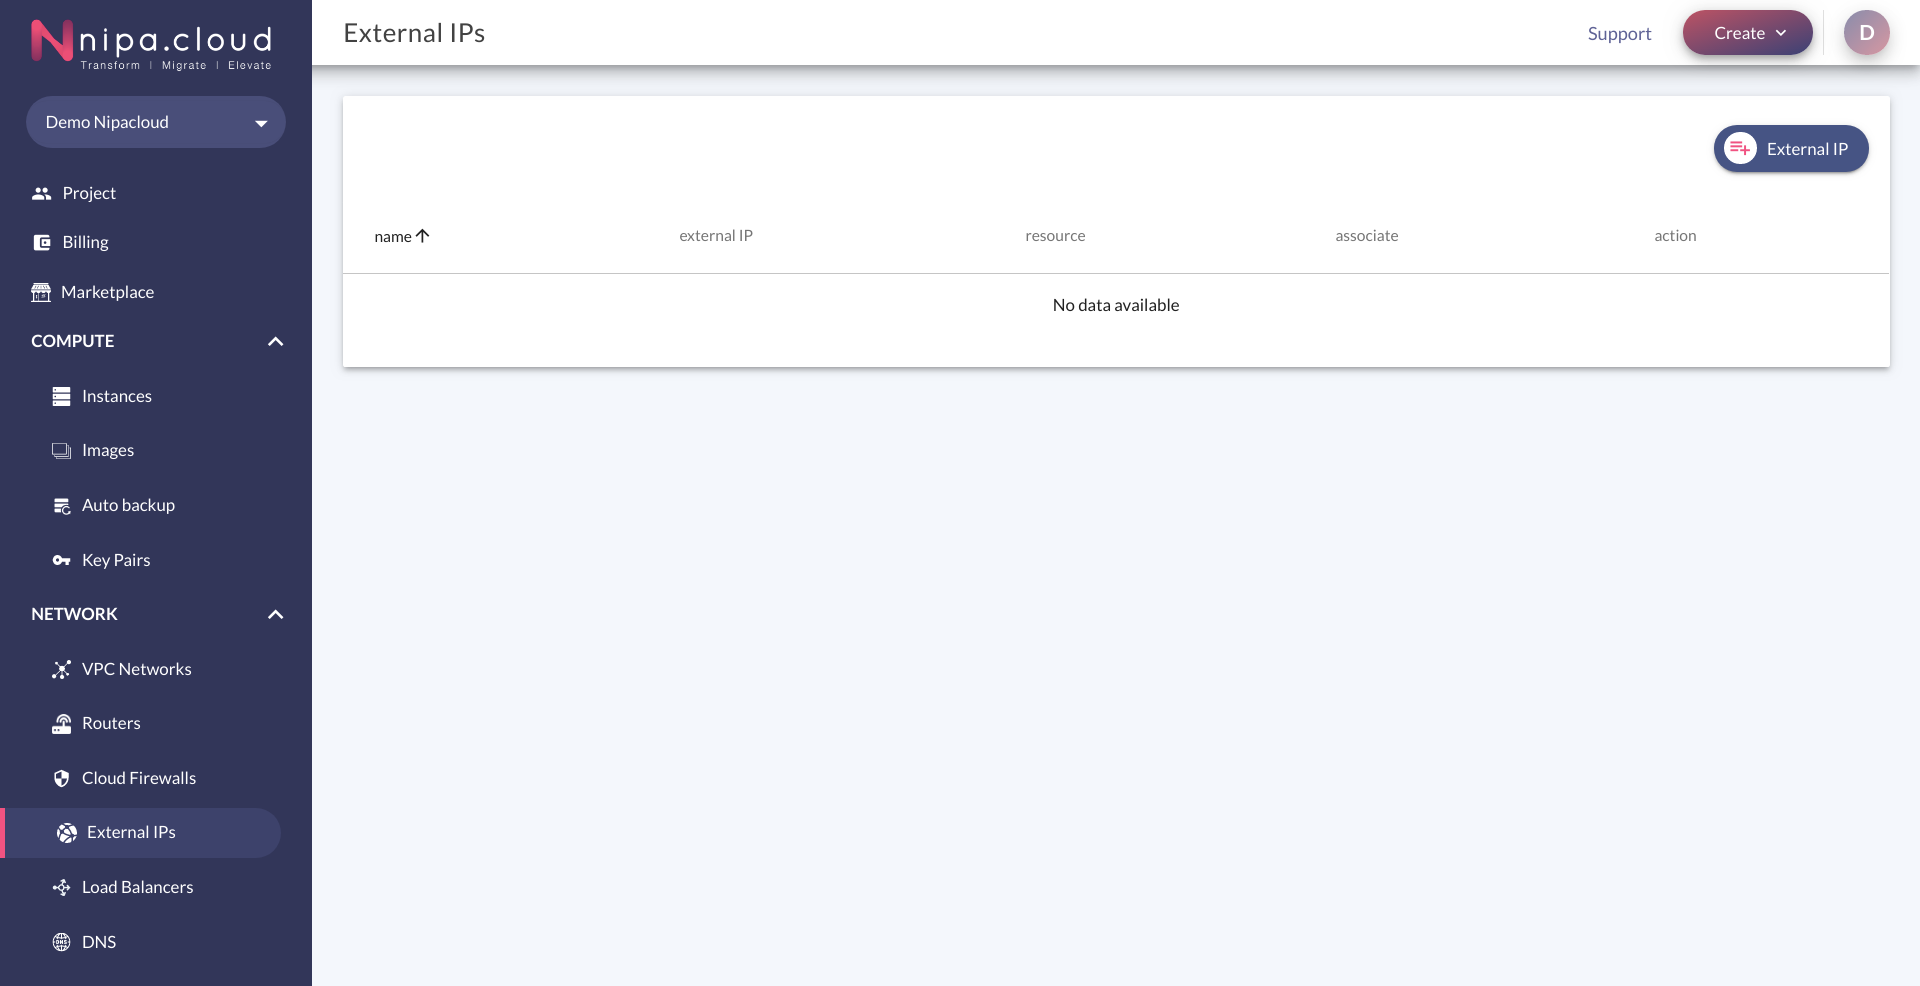 nipa.cloud
Transform | Migrate | Elevate
Demo Nipacloud
Project
Billing
Marketplace
COMPUTE
Instances
Images
Auto backup
Key Pairs
NETWORK
VPC Networks
Routers
Cloud Firewalls
External IPs
Load Balancers
DNS
External IPs
Support
Create
D
External IP
name external IP resource associate action
No data available